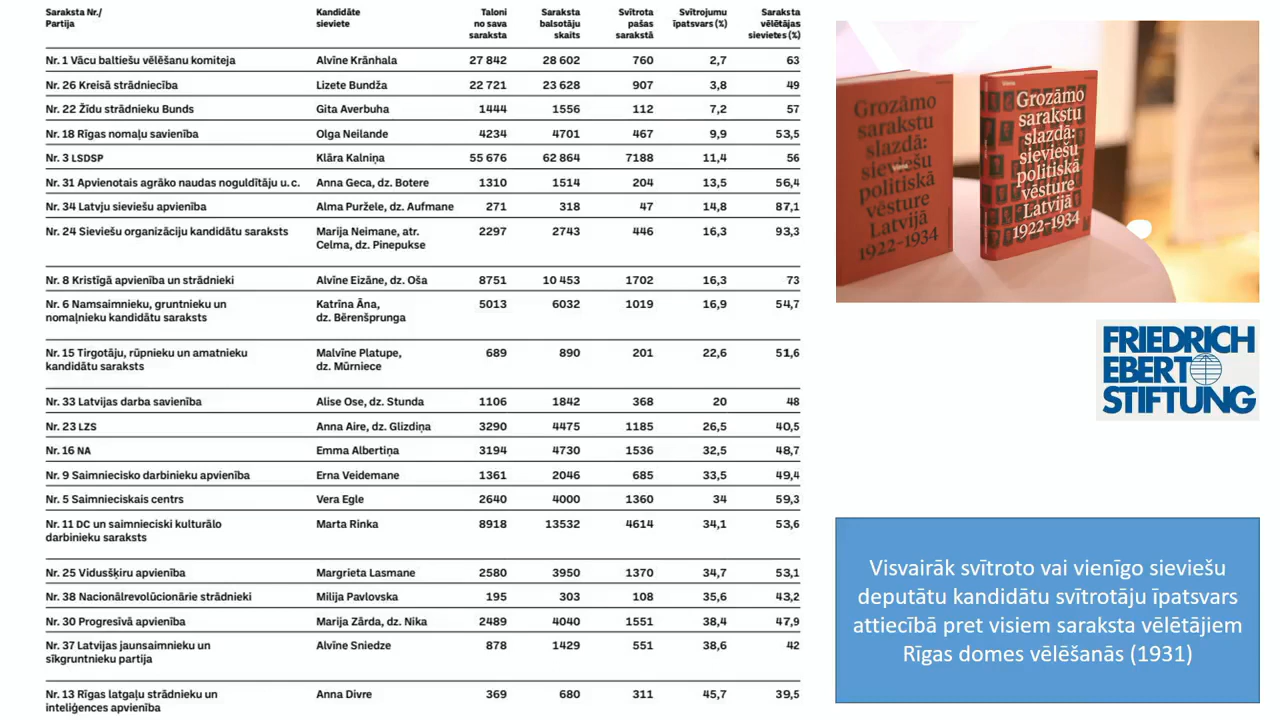 Saraksta Nr./ Kandidāte Taloni Saraksta Svītrota Svītrojumu Saraksta
Partija sieviete no sava balsotāju pašas īpatsvars (%) vēlētājas
saraksta skaits sarakstā sievietes (%)
Nr. 1 Vācu baltiešu vēlēšanu komiteja Alvīne Krānhala 27 842 28 602 760 2,7 63
Nr. 26 Kreisā strādniecība Lizete Bundža 22 721 23 628 907 3,8 49
Nr. 22 Žīdu strādnieku Bunds Gita Averbuha 1444 1556 112 7,2 57
Nr. 18 Rīgas nomaļu savienība Olga Neilande 4234 4701 467 9,9 53,5
Nr. 3 LSDSP Klāra Kalniņa 55 676 62 864 7188 11,4 56
Nr. 31 Apvienotais agrāko naudas noguldītāju u. c. Anna Geca, dz. Botere 1310 1514 204 13,5 56,4
Nr. 34 Latvju sieviešu apvienība Alma Puržele, dz. Aufmane 271 318 47 14,8 87,1
Nr. 24 Sieviešu organizāciju kandidātu saraksts Marija Neimane, atr. 2297 2743 446 16,3 93,3
Celma, dz. Pinepukse
Nr. 8 Kristīgā apvienība un strādnieki Alvīne Eizāne, dz. Oša 8751 10 453 1702 16,3 73
Nr. 6 Namsaimnieku, gruntnieku un Katrīna Āna, 5013 6032 1019 16,9 54,7
nomaļnieku kandidātu saraksts dz. Bērenšprunga
Nr. 15 Tirgotāju, rūpnieku un amatnieku Malvīne Platupe, 689 890 201 22,6 51,6
kandidātu saraksts dz. Mūrniece
Nr. 33 Latvijas darba savienība Alise Ose, dz. Stunda 1106 1842 368 20 48
Nr. 23 LZS Anna Aire, dz. Glizdiņa 3290 4475 1185 26,5 40,5
Nr. 16 NA Emma Albertiņa 3194 4730 1536 32,5 48,7
Nr. 9 Saimniecisko darbinieku apvienība Erna Veidemane 1361 2046 685 33,5 49,4
Nr. 5 Saimnieciskais centrs Vera Egle 2640 4000 1360 34 59,3
Nr. 11 DC un saimnieciski kulturālo Marta Rinka 8918 13532 4614 34,1 53,6
darbinieku saraksts
Nr. 25 Vidusšķiru apvienība Margrieta Lasmane 2580 3950 1370 34,7 53,1
Nr. 38 Nacionālrevolūcionārie strādnieki Milija Pavlovska 195 303 108 35,6 43,2
Nr. 30 Progresīvā apvienība Marija Zārda, dz. Nika 2489 4040 1551 38,4 47,9
Nr. 37 Latvijas jaunsaimnieku un Alvīne Sniedze 878 1429 551 38,6 42
sīkgruntnieku partija
Nr. 13 Rīgas latgaļu strādnieku un Anna Divre 369 680 311 45,7 39,5
inteliģences apvienība
Grozāmo
sarakstu
slazdā:
sieviešu
politiskā
vēsture
Latvijā
1922–1934
Grozāmo
sarakstu
slazdā:
sieviešu
politiskā
vēsture
Latvijā
1922–1934
FRIEDRICH
EBERT
STIFTUNG
Visvairāk svītroto vai vienīgo sieviešu
deputātu kandidātu svītrotāju īpatsvars
attiecībā pret visiem saraksta vēlētājiem
Rīgas domes vēlēšanās (1931)